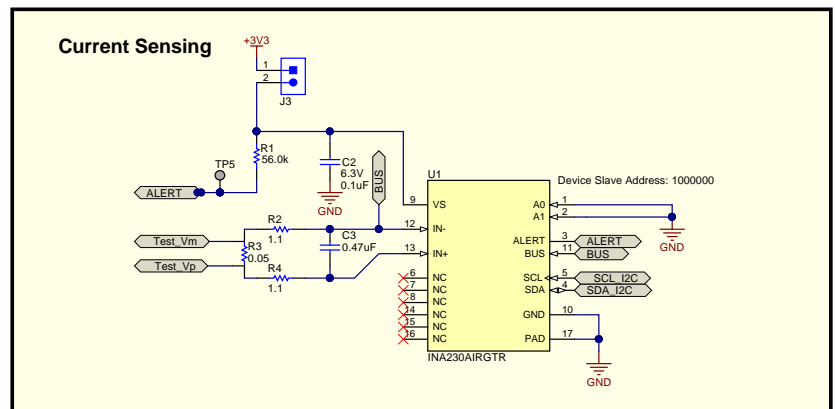 Current Sensing
+3V3
1
2
J3
R1
56.0k
TP5
ALERT
C2
6.3V
0.1uF
GND
BUS
U1
Device Slave Address: 1000000
9 VS
A0 1
A1 2
GND
R2
1.1
12 IN-
Test_Vm
R3
0.05
C3
0.47uF
ALERT 3 ALERT
BUS 11 BUS
13 IN+
Test_Vp
R4
1.1
6 NC
7 NC
8 NC
14 NC
15 NC
16 NC
SCL 5 SCL_I2C
SDA 4 SDA_I2C
GND 10
PAD 17
INA230AIRGTR
GND